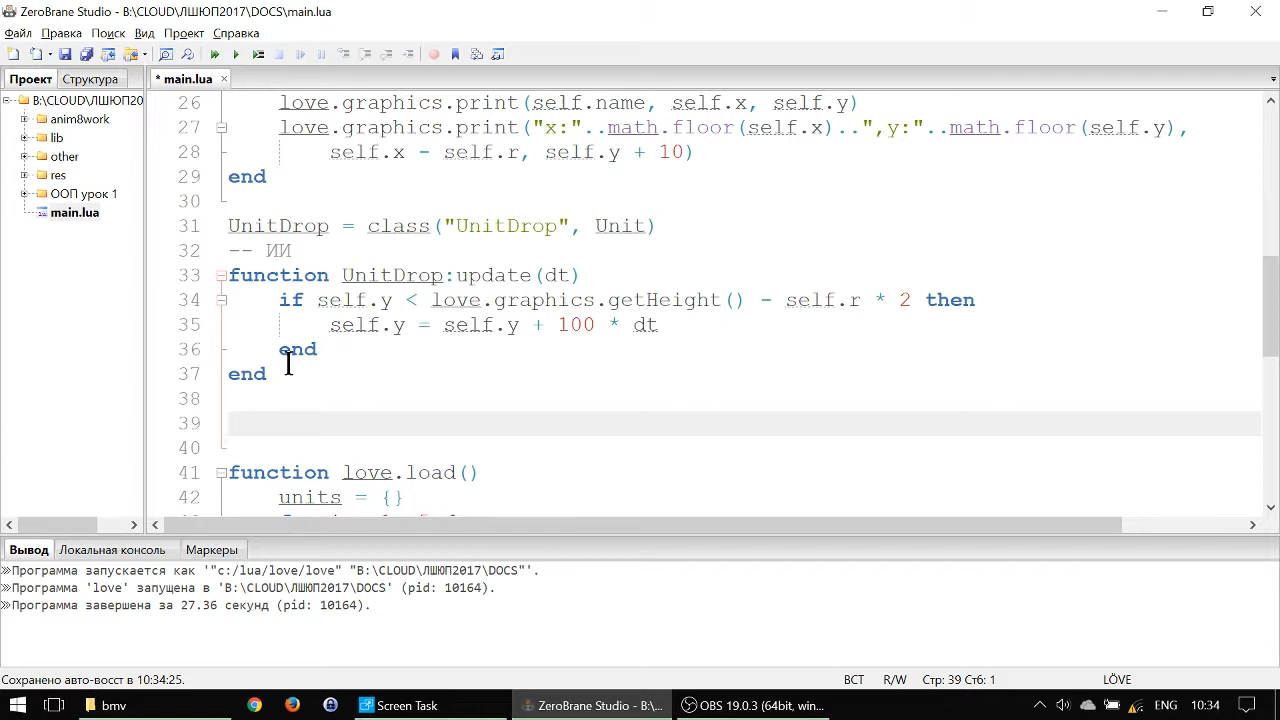 ZeroBrane Studio - B:\CLOUD\ЛШЮП2017\DOCS\main.lua
Файл Правка Поиск Вид Проект Справка
Проект Структура
* main.lua
B:\CLOUD\ЛШЮП20
anim8work
lib
other
res
ООП урок 1
main.lua
26 love.graphics.print(self.name, self.x, self.y)
27 love.graphics.print("x:"..math.floor(self.x)..",y:"..math.floor(self.y),
28 self.x - self.r, self.y + 10)
29 end
30
31 UnitDrop = class("UnitDrop", Unit)
32 -- ИИ
33 function UnitDrop:update(dt)
34 if self.y < love.graphics.getHeight() - self.r * 2 then
35 self.y = self.y + 100 * dt
36 end
37 end
38
39
40
41 function love.load()
42 units = {}
Вывод Локальная консоль Маркеры
Программа запускается как '"c:/lua/love/love" "B:\CLOUD\ЛШЮП2017\DOCS"'.
Программа 'love' запущена в 'B:\CLOUD\ЛШЮП2017\DOCS' (pid: 10164).
Программа завершена за 27.36 секунд (pid: 10164).
Сохранено авто-восст в 10:34:25.
ВСТ R/W Стр: 39 Стб: 1 LÖVE
bmv
Screen Task
ZeroBrane Studio - B:\...
OBS 19.0.3 (64bit, win...
ENG 10:34